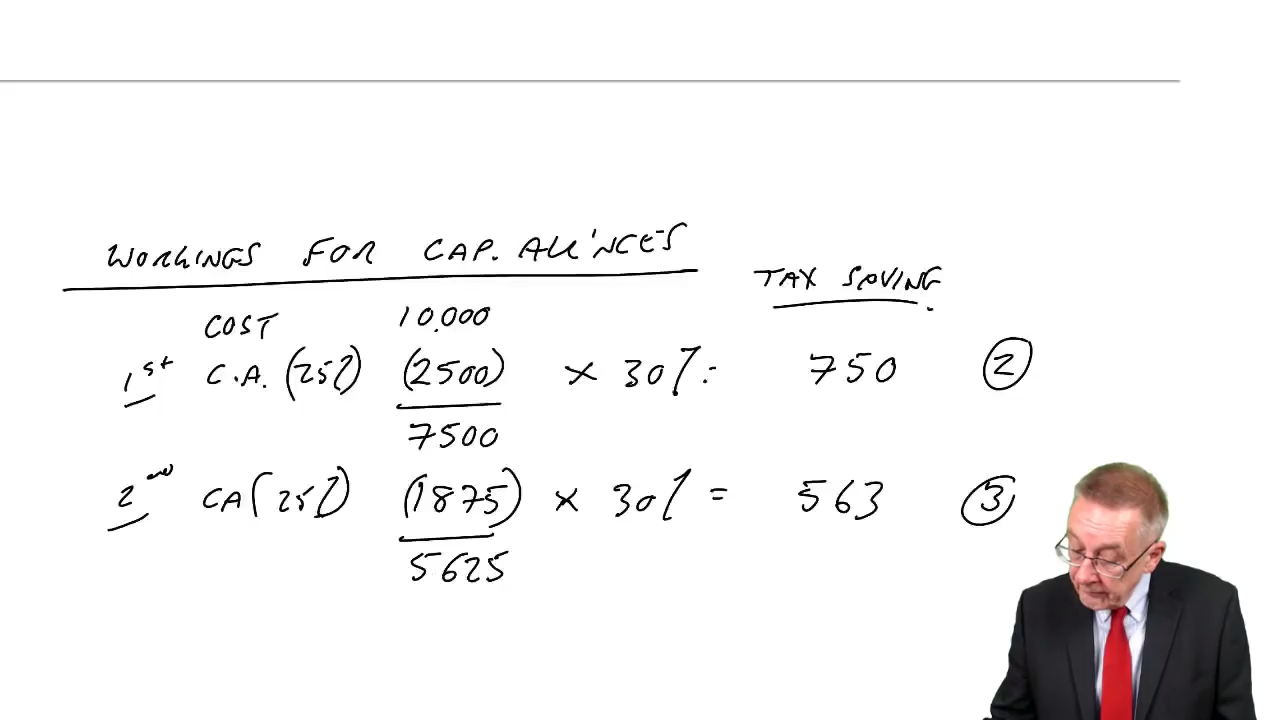 WORKINGS FOR CAP. ALL'NCES
TAX SAVING
COST 10,000
1st C.A. (25%) (2500) × 30% = 750 2
7500
2nd CA (25%) (1875) × 30% = 563 3
5625